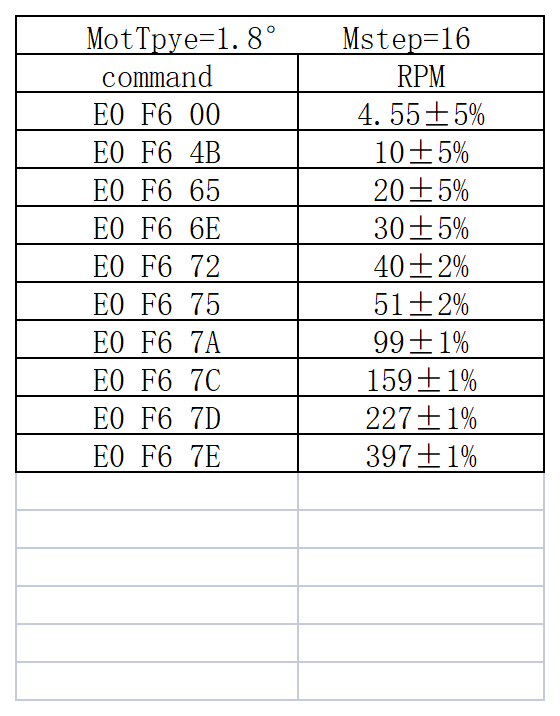 MotTpye=1.8° Mstep=16
command RPM
E0 F6 00 4.55±5%
E0 F6 4B 10±5%
E0 F6 65 20±5%
E0 F6 6E 30±5%
E0 F6 72 40±2%
E0 F6 75 51±2%
E0 F6 7A 99±1%
E0 F6 7C 159±1%
E0 F6 7D 227±1%
E0 F6 7E 397±1%